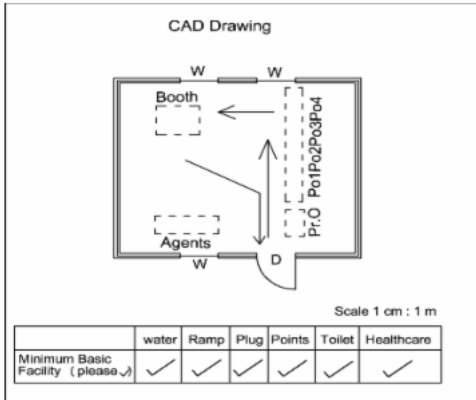 CAD Drawing
W W
Booth
Po1Po2Po3Po4
Pr.O
Agents
W
D
Scale 1 cm : 1 m
water Ramp Plug Points Toilet Healthcare
Minimum Basic
Facility ( please ✓) ✓ ✓ ✓ ✓ ✓ ✓